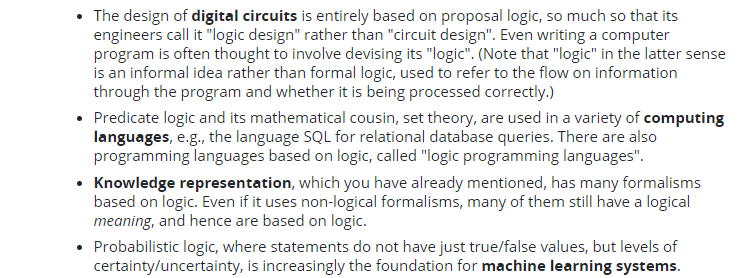 The design of digital circuits is entirely based on proposal logic, so much so that its
engineers call it "logic design" rather than "circuit design". Even writing a computer
program is often thought to involve devising its "logic". (Note that "logic" in the latter sense
is an informal idea rather than formal logic, used to refer to the flow on information
through the program and whether it is being processed correctly.)
Predicate logic and its mathematical cousin, set theory, are used in a variety of computing
languages, e.g., the language SQL for relational database queries. There are also
programming languages based on logic, called "logic programming languages".
Knowledge representation, which you have already mentioned, has many formalisms
based on logic. Even if it uses non-logical formalisms, many of them still have a logical
meaning, and hence are based on logic.
Probabilistic logic, where statements do not have just true/false values, but levels of
certainty/uncertainty, is increasingly the foundation for machine learning systems.